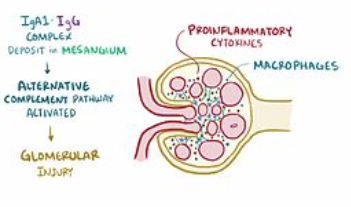 IgA1-IgG
COMPLEX
DEPOSIT in MESANGIUM
ALTERNATIVE
COMPLEMENT PATHWAY
ACTIVATED
GLOMERULAR
INJURY
PROINFLAMMATORY
CYTOKINES
MACROPHAGES